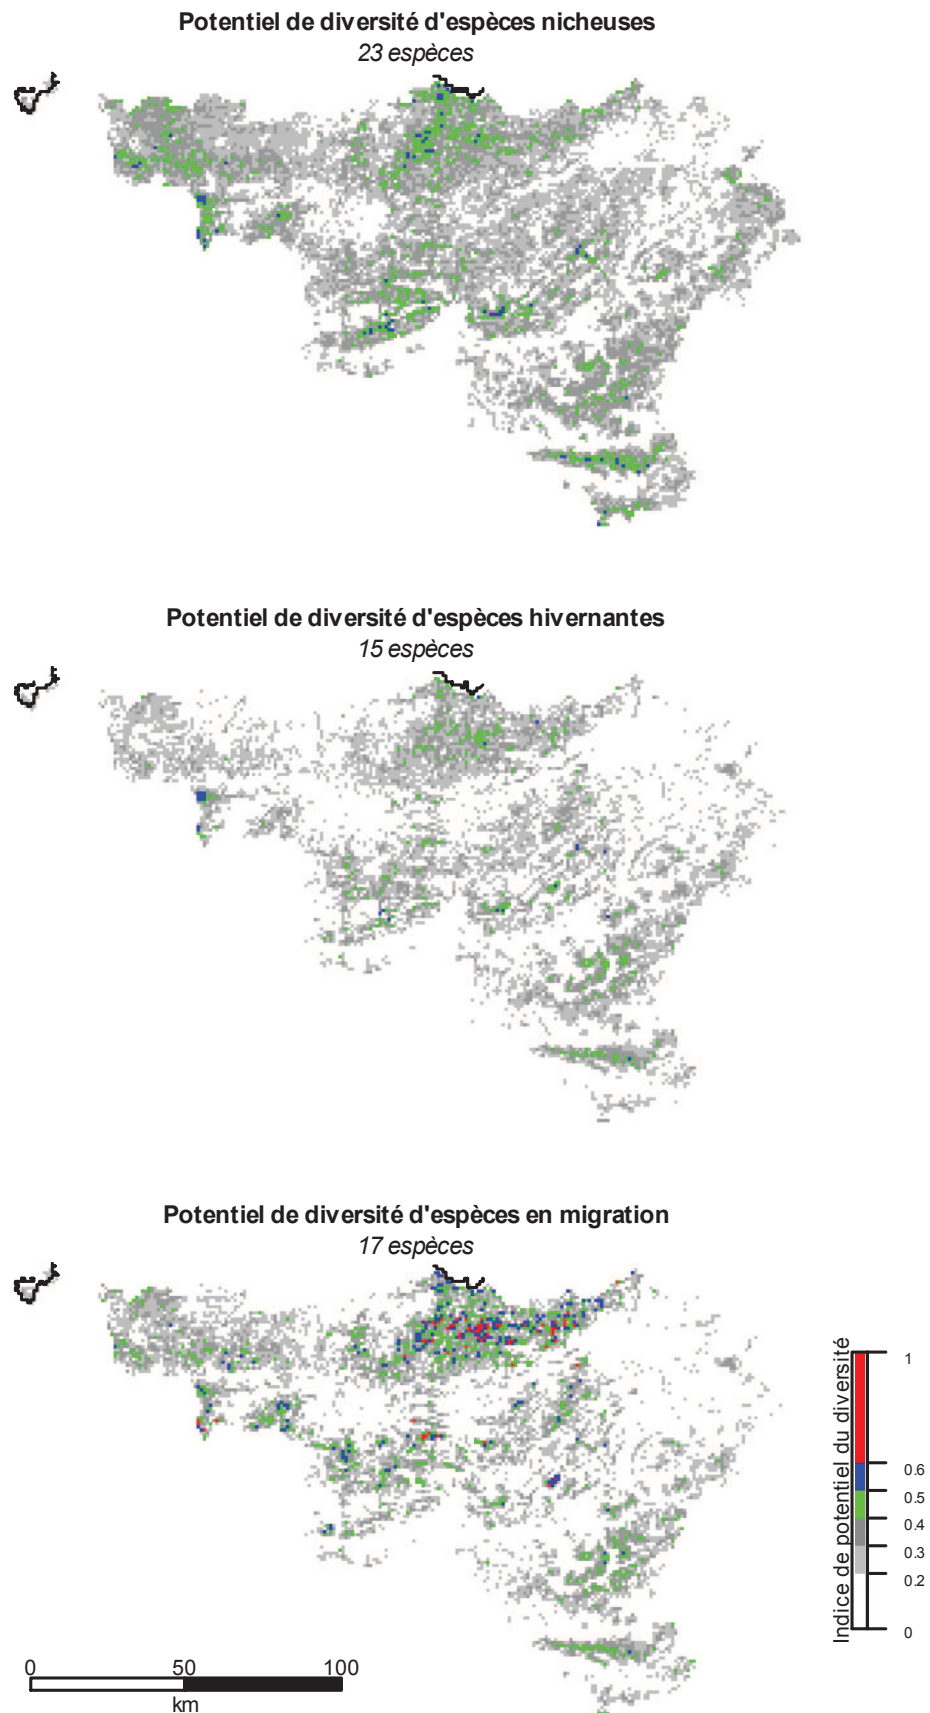 Potentiel de diversité d'espèces nicheuses
23 espèces
Potentiel de diversité d'espèces hivernantes
15 espèces
Potentiel de diversité d'espèces en migration
17 espèces
Indice de potentiel du diversité
1
0.6
0.5
0.4
0.3
0.2
0
0 50 100
km